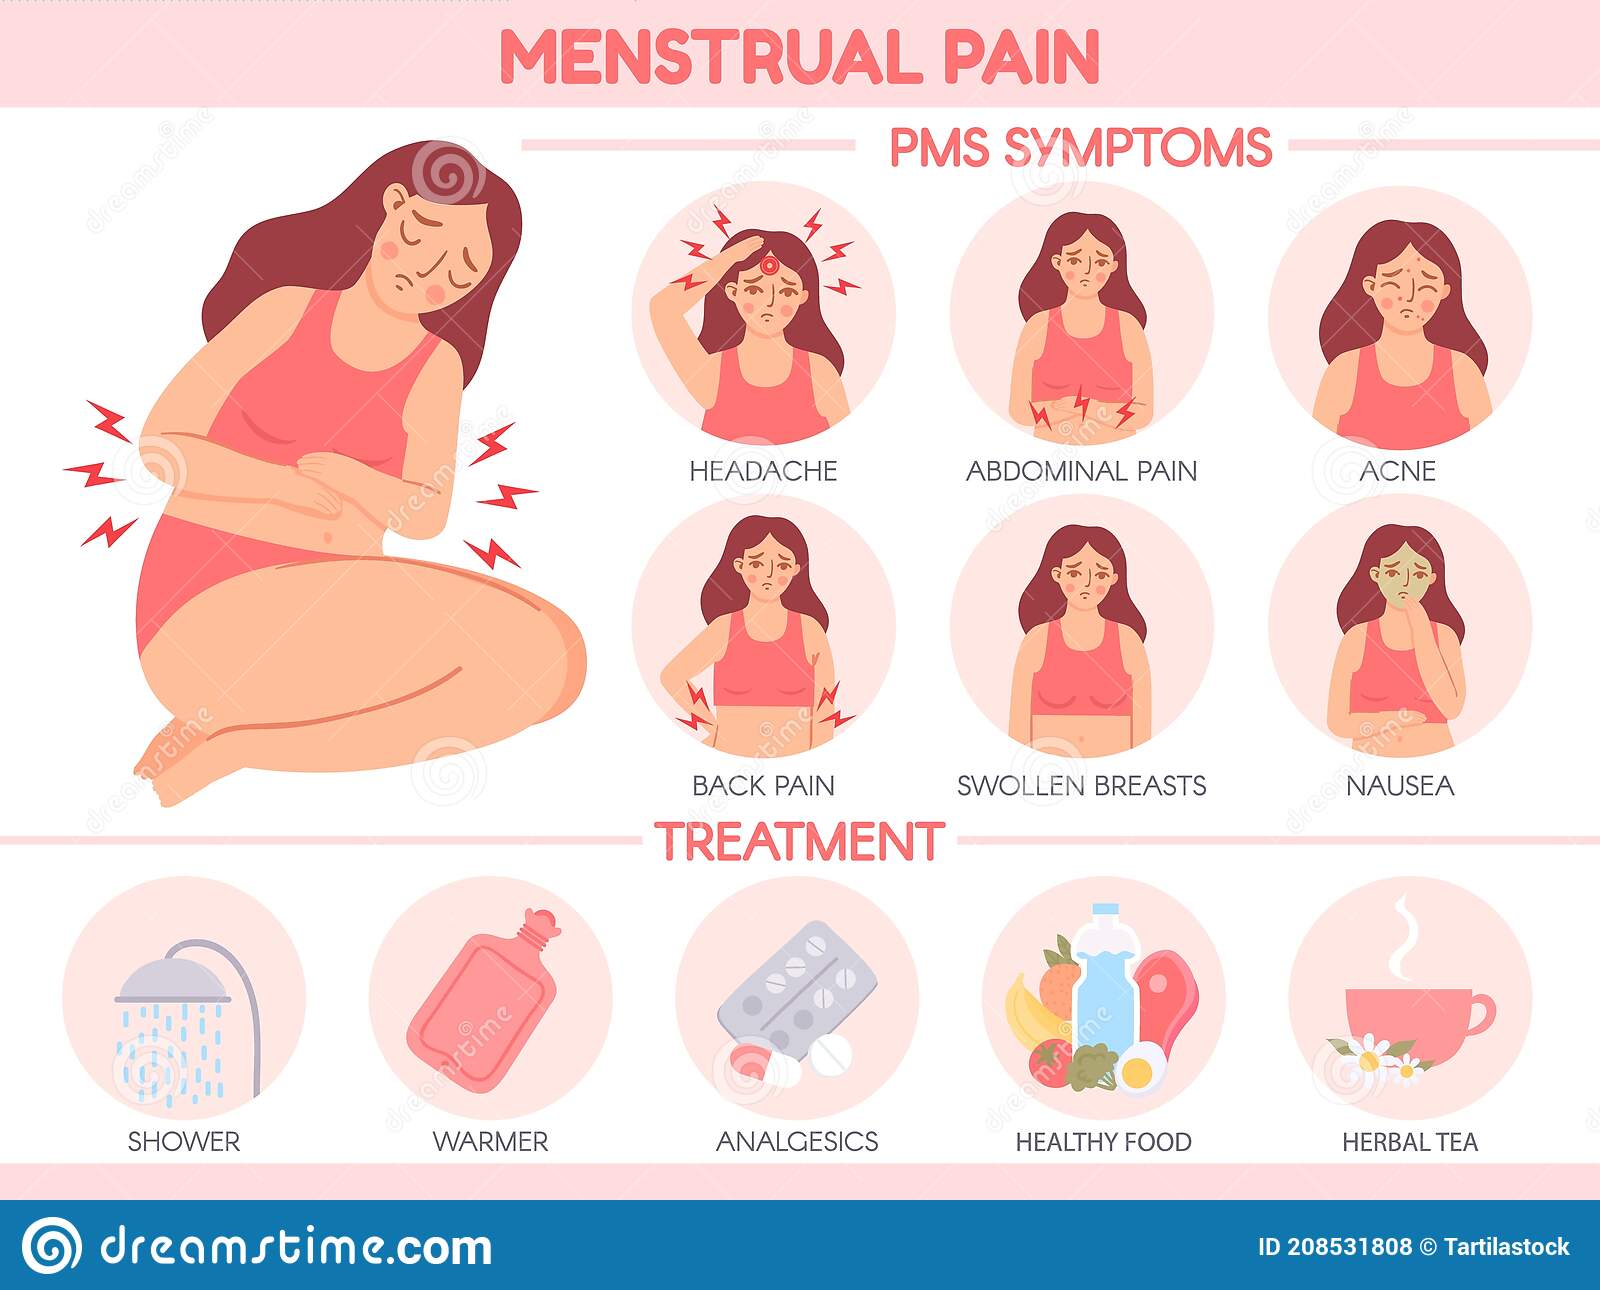 MENSTRUAL PAIN
PMS SYMPTOMS
HEADACHE
ABDOMINAL PAIN
ACNE
BACK PAIN
SWOLLEN BREASTS
NAUSEA
TREATMENT
SHOWER
WARMER
ANALGESICS
HEALTHY FOOD
HERBAL TEA
dreamstime.com
ID 208531808 © Tartilastock